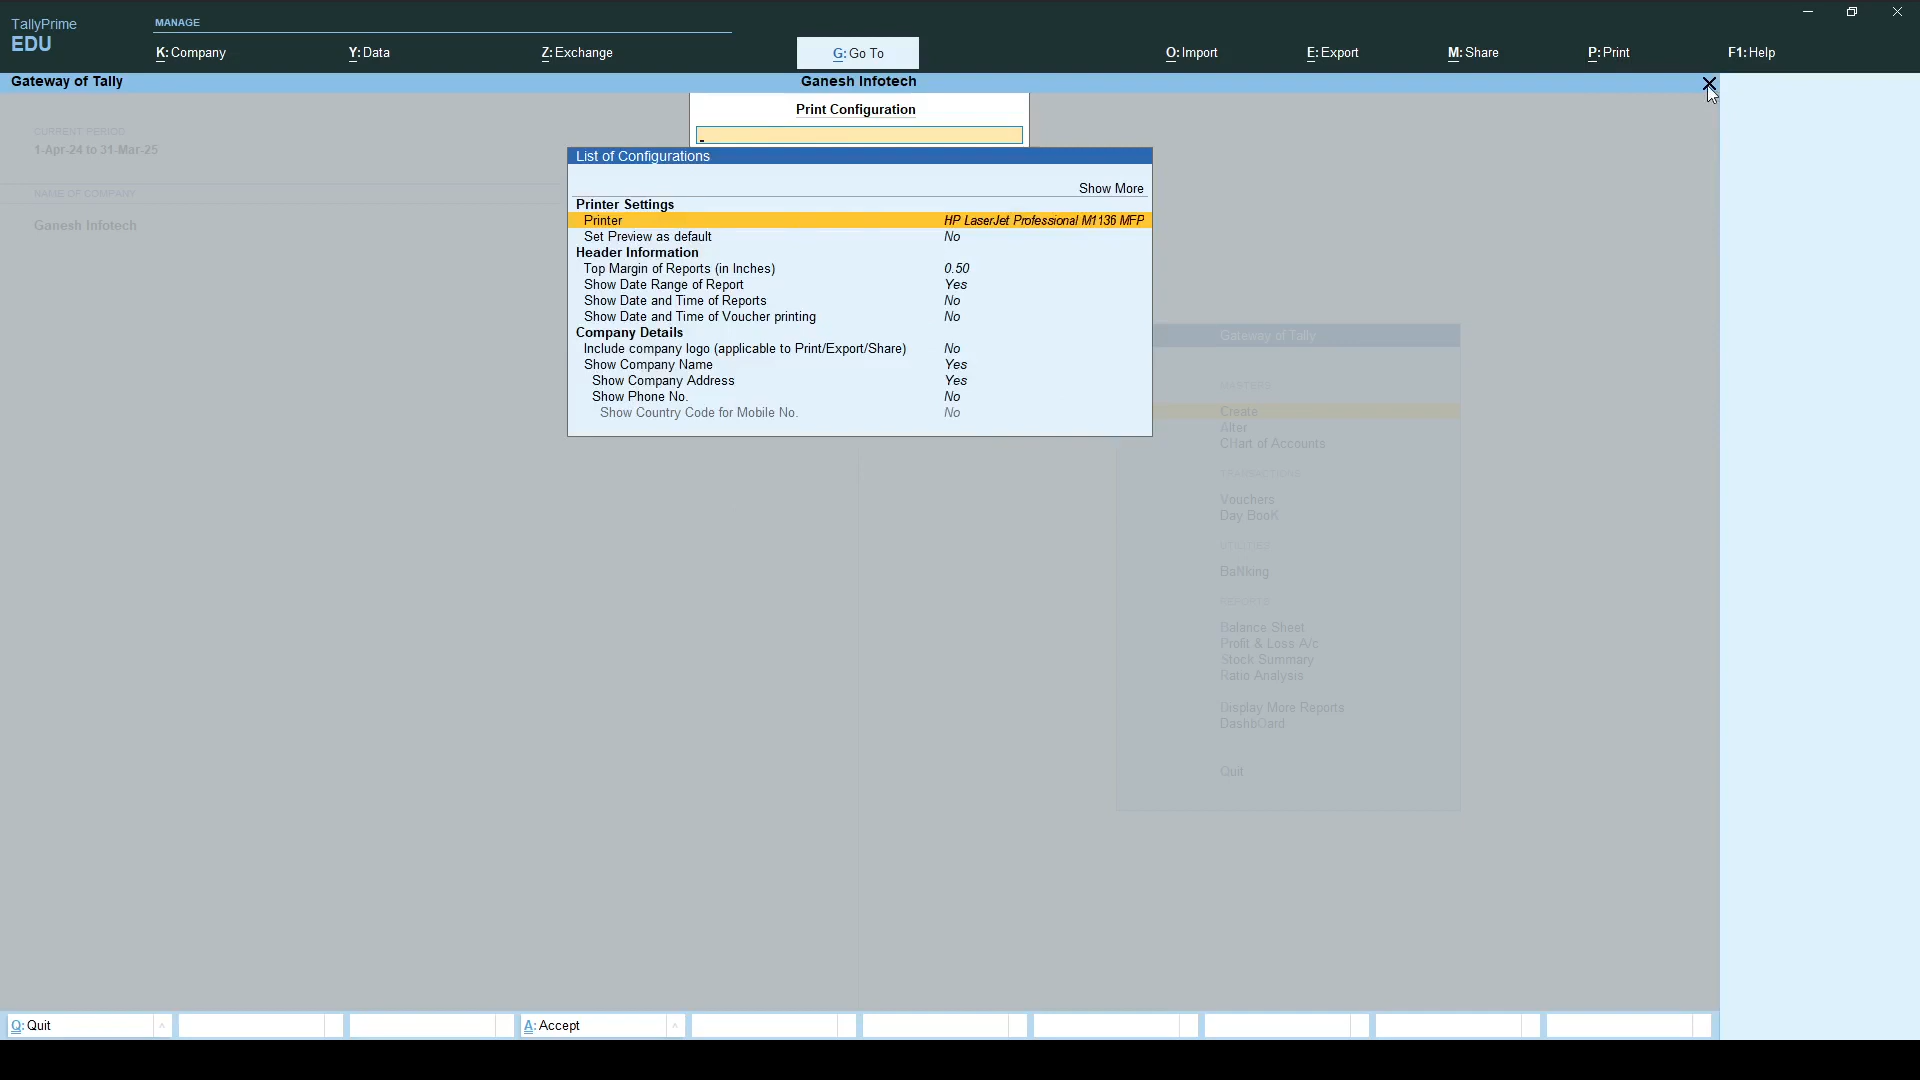 TallyPrime
EDU
MANAGE
K: Company
Y: Data
Z: Exchange
G: Go To
O: Import
E: Export
M: Share
P: Print
F1: Help
Gateway of Tally
Ganesh Infotech
Print Configuration
CURRENT PERIOD
1-Apr-24 to 31-Mar-25
NAME OF COMPANY
Ganesh Infotech
List of Configurations
Show More
Printer Settings
Printer HP LaserJet Professional M1136 MFP
Set Preview as default No
Header Information
Top Margin of Reports (in Inches) 0.50
Show Date Range of Report Yes
Show Date and Time of Reports No
Show Date and Time of Voucher printing No
Company Details
Include company logo (applicable to Print/Export/Share) No
Show Company Name Yes
Show Company Address Yes
Show Phone No. No
Show Country Code for Mobile No. No
Gateway of Tally
MASTERS
Create
Alter
CHart of Accounts
TRANSACTIONS
Vouchers
Day BooK
UTILITIES
BaNking
REPORTS
Balance Sheet
Profit & Loss A/c
Stock Summary
Ratio Analysis
Display More Reports
DashbOard
Quit
Q: Quit
A: Accept